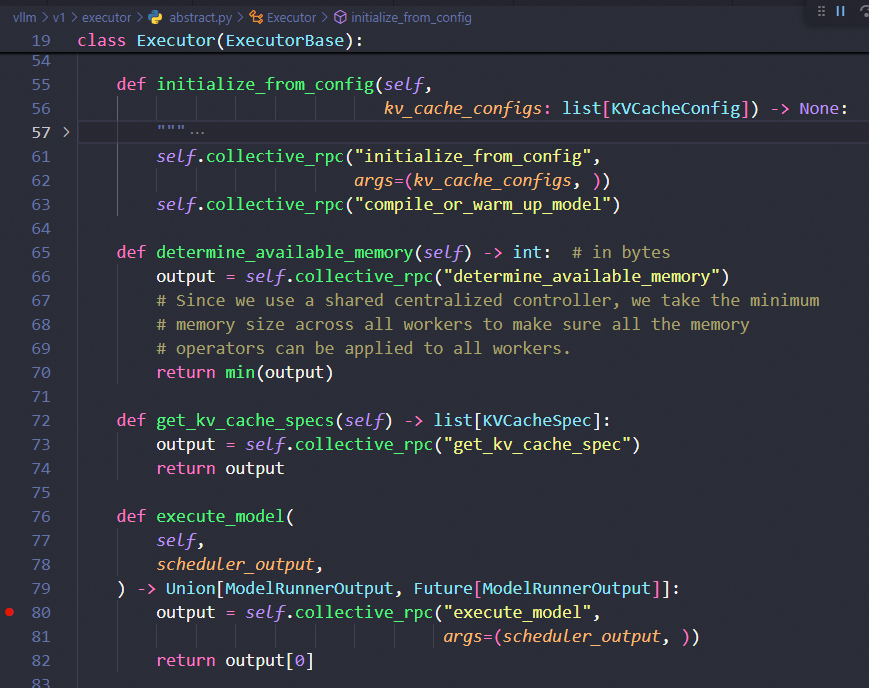 vllm > v1 > executor > abstract.py > Executor > initialize_from_config
19 class Executor(ExecutorBase):
54
55 def initialize_from_config(self,
56 kv_cache_configs: list[KVCacheConfig]) -> None:
57 > """ ...
61 self.collective_rpc("initialize_from_config",
62 args=(kv_cache_configs, ))
63 self.collective_rpc("compile_or_warm_up_model")
64
65 def determine_available_memory(self) -> int:  # in bytes
66 output = self.collective_rpc("determine_available_memory")
67 # Since we use a shared centralized controller, we take the minimum
68 # memory size across all workers to make sure all the memory
69 # operators can be applied to all workers.
70 return min(output)
71
72 def get_kv_cache_specs(self) -> list[KVCacheSpec]:
73 output = self.collective_rpc("get_kv_cache_spec")
74 return output
75
76 def execute_model(
77 self,
78 scheduler_output,
79 ) -> Union[ModelRunnerOutput, Future[ModelRunnerOutput]]:
80 output = self.collective_rpc("execute_model",
81 args=(scheduler_output, ))
82 return output[0]
83